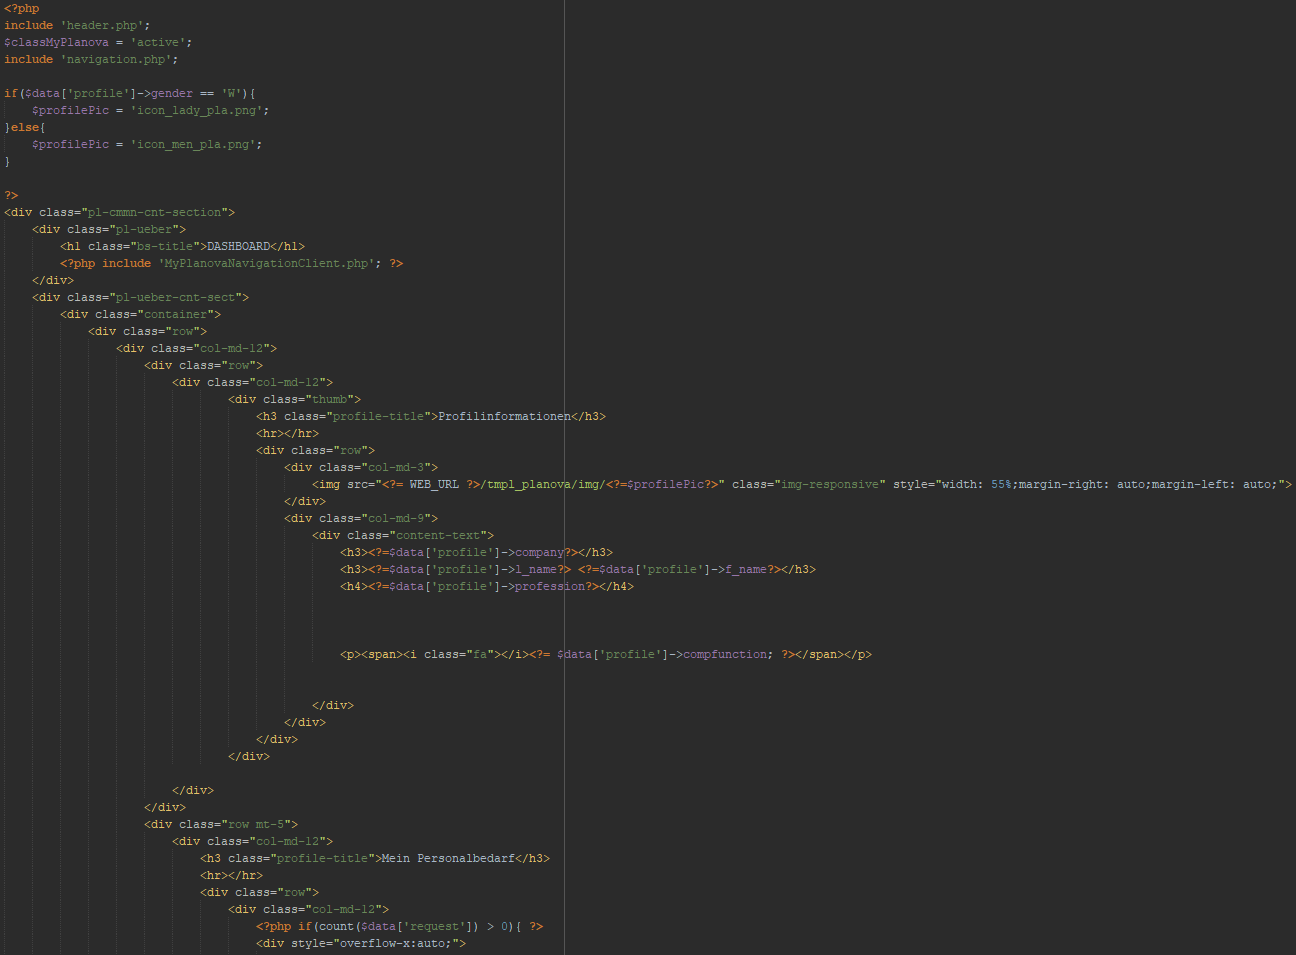 <?php
include 'header.php';
$classMyPlanova = 'active';
include 'navigation.php';
if($data['profile']->gender == 'W'){
$profilePic = 'icon_lady_pla.png';
}else{
$profilePic = 'icon_men_pla.png';
}
?>
<div class="pl-cmmn-cnt-section">
<div class="pl-ueber">
<h1 class="bs-title">DASHBOARD</h1>
<?php include 'MyPlanovaNavigationClient.php'; ?>
</div>
<div class="pl-ueber-cnt-sect">
<div class="container">
<div class="row">
<div class="col-md-12">
<div class="row">
<div class="col-md-12">
<div class="thumb">
<h3 class="profile-title">Profilinformationen</h3>
<hr></hr>
<div class="row">
<div class="col-md-3">
<img src="<?= WEB_URL ?>/tmpl_planova/img/<?=$profilePic?>" class="img-responsive" style="width: 55%;margin-right: auto;margin-left: auto;">
</div>
<div class="col-md-9">
<div class="content-text">
<h3><?=$data['profile']->company?></h3>
<h3><?=$data['profile']->l_name?> <?=$data['profile']->f_name?></h3>
<h4><?=$data['profile']->profession?></h4>
<p><span><i class="fa"></i><?= $data['profile']->compfunction; ?></span></p>
</div>
</div>
</div>
</div>
</div>
</div>
<div class="row mt-5">
<div class="col-md-12">
<h3 class="profile-title">Mein Personalbedarf</h3>
<hr></hr>
<div class="row">
<div class="col-md-12">
<?php if(count($data['request']) > 0){ ?>
<div style="overflow-x:auto;">